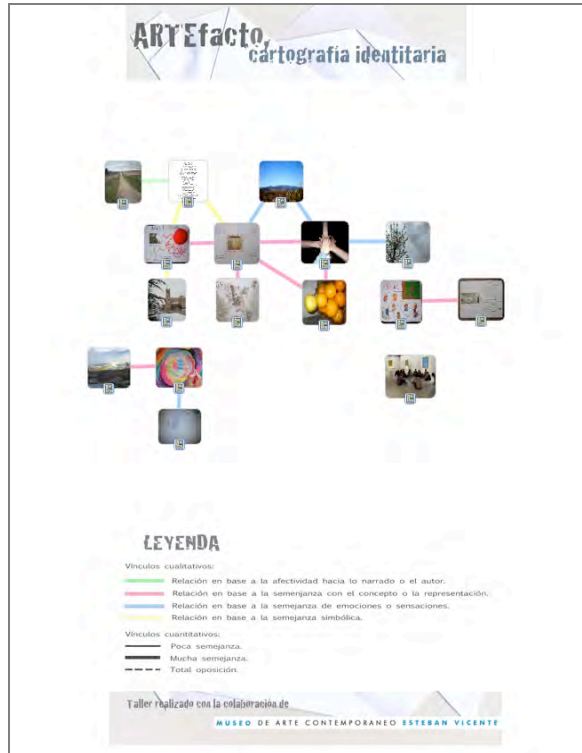 ARTEfacto,
cartografía identitaria
LEYENDA
Vínculos cualitativos:
Relación en base a la afectividad hacia lo narrado o el autor.
Relación en base a la semenjanza con el concepto o la representación.
Relación en base a la semejanza de emociones o sensaciones.
Relación en base a la semejanza simbólica.
Vínculos cuantitativos:
Poca semejanza.
Mucha semejanza.
Total oposición.
Taller realizado con la colaboración de
MUSEO DE ARTE CONTEMPORANEO ESTEBAN VICENTE